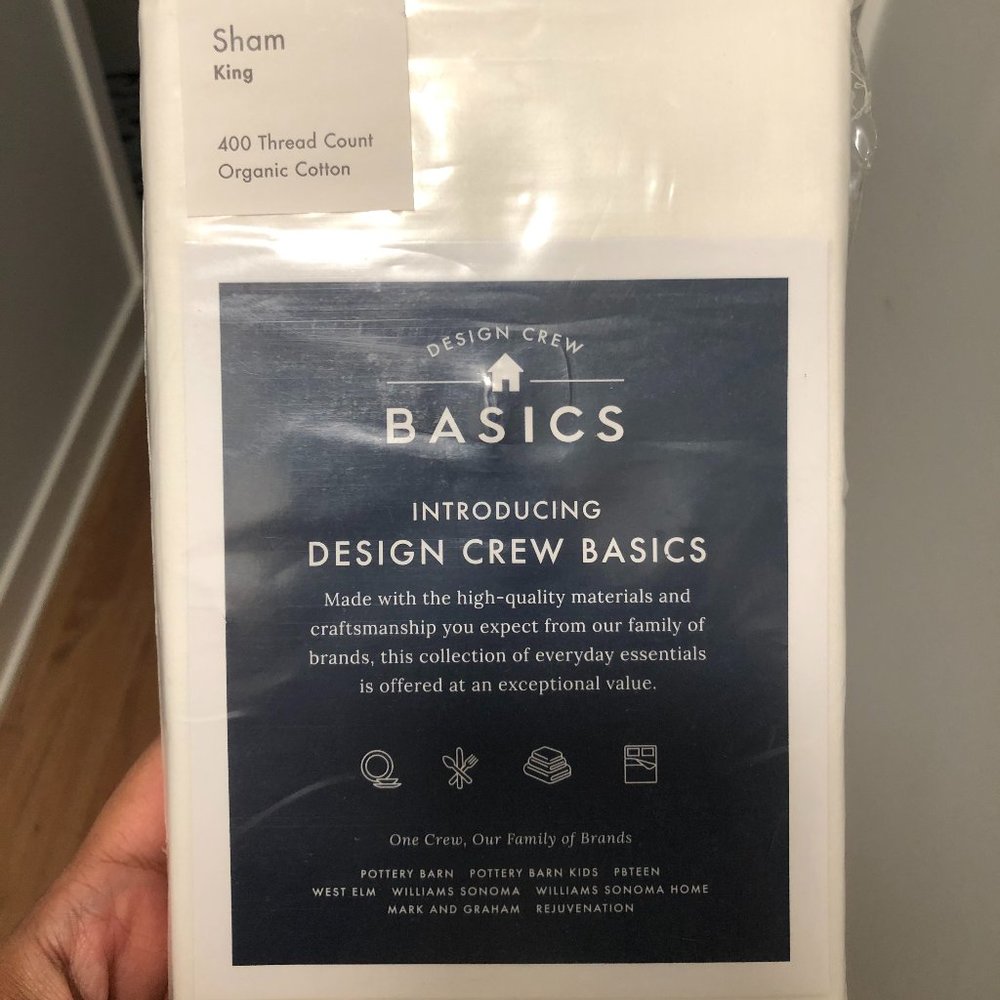 Sham
King
400 Thread Count
Organic Cotton
DESIGN CREW
BASICS
INTRODUCING
DESIGN CREW BASICS
Made with the high-quality materials and
craftsmanship you expect from our family of
brands, this collection of everyday essentials
is offered at an exceptional value.
One Crew, Our Family of Brands
POTTERY BARN POTTERY BARN KIDS PBTEEN
WEST ELM WILLIAMS SONOMA WILLIAMS SONOMA HOME
MARK AND GRAHAM REJUVENATION